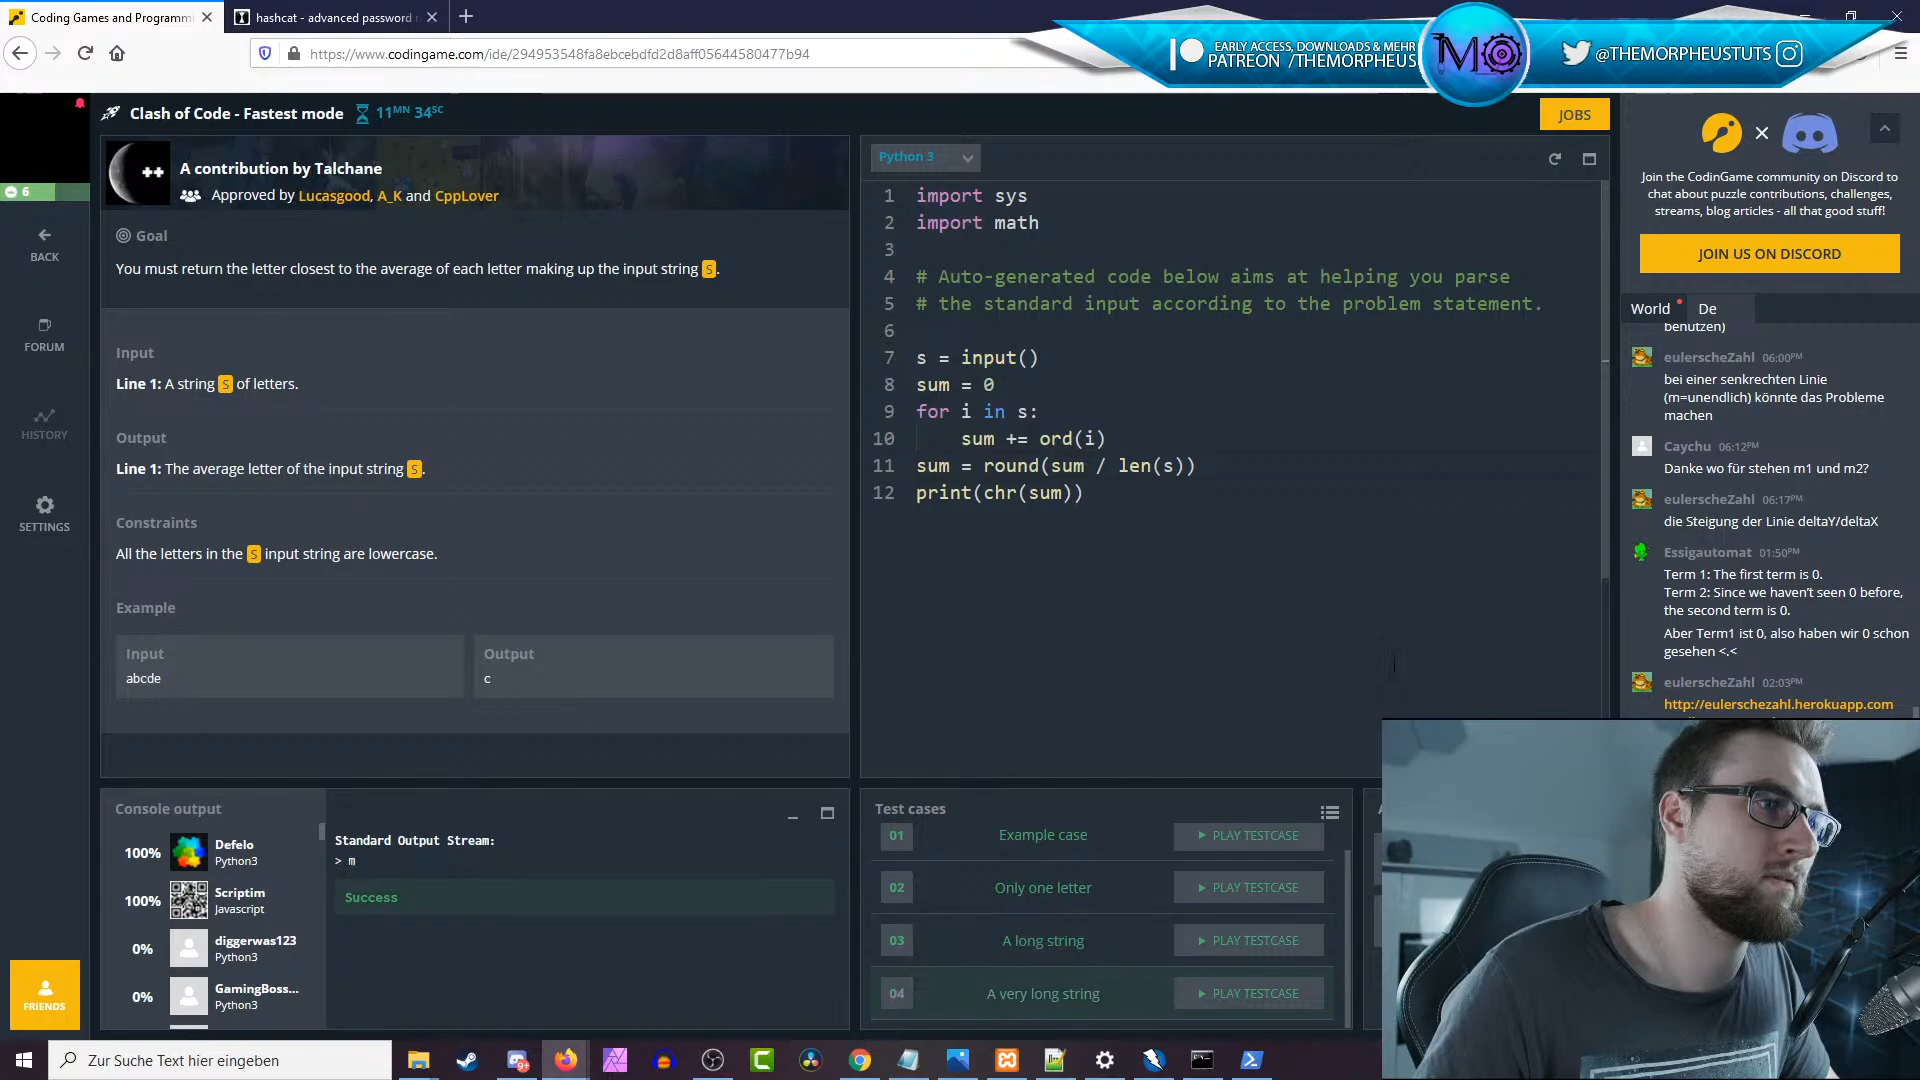 Coding Games and Programmi
hashcat - advanced password r
https://www.codingame.com/ide/294953548fa8ebcebdfd2d8aff05644580477b94
EARLY ACCESS, DOWNLOADS & MEHR
PATREON /THEMORPHEUS
MO
@THEMORPHEUSTUTS
Clash of Code - Fastest mode
11MN 34SC
JOBS
6
BACK
FORUM
HISTORY
SETTINGS
FRIENDS
++
A contribution by Talchane
Approved by Lucasgood, A_K and CppLover
Goal
You must return the letter closest to the average of each letter making up the input string S.
Input
Line 1: A string S of letters.
Output
Line 1: The average letter of the input string S.
Constraints
All the letters in the S input string are lowercase.
Example
Input
abcde
Output
c
Python 3
1 import sys
2 import math
3
4 # Auto-generated code below aims at helping you parse
5 # the standard input according to the problem statement.
6
7 s = input()
8 sum = 0
9 for i in s:
10 sum += ord(i)
11 sum = round(sum / len(s))
12 print(chr(sum))
Console output
100% Defelo
Python3
100% Scriptim
Javascript
0% diggerwas123
Python3
0% GamingBoss...
Python3
Standard Output Stream:
> m
Success
Test cases
01 Example case PLAY TESTCASE
02 Only one letter PLAY TESTCASE
03 A long string PLAY TESTCASE
04 A very long string PLAY TESTCASE
Join the CodinGame community on Discord to
chat about puzzle contributions, challenges,
streams, blog articles - all that good stuff!
JOIN US ON DISCORD
World De
benutzen)
eulerscheZahl 06:00PM
bei einer senkrechten Linie
(m=unendlich) könnte das Probleme
machen
Caychu 06:12PM
Danke wo für stehen m1 und m2?
eulerscheZahl 06:17PM
die Steigung der Linie deltaY/deltaX
Essigautomat 01:50PM
Term 1: The first term is 0.
Term 2: Since we haven't seen 0 before,
the second term is 0.
Aber Term1 ist 0, also haben wir 0 schon
gesehen <.<
eulerscheZahl 02:03PM
http://eulerschezahl.herokuapp.com
Zur Suche Text hier eingeben